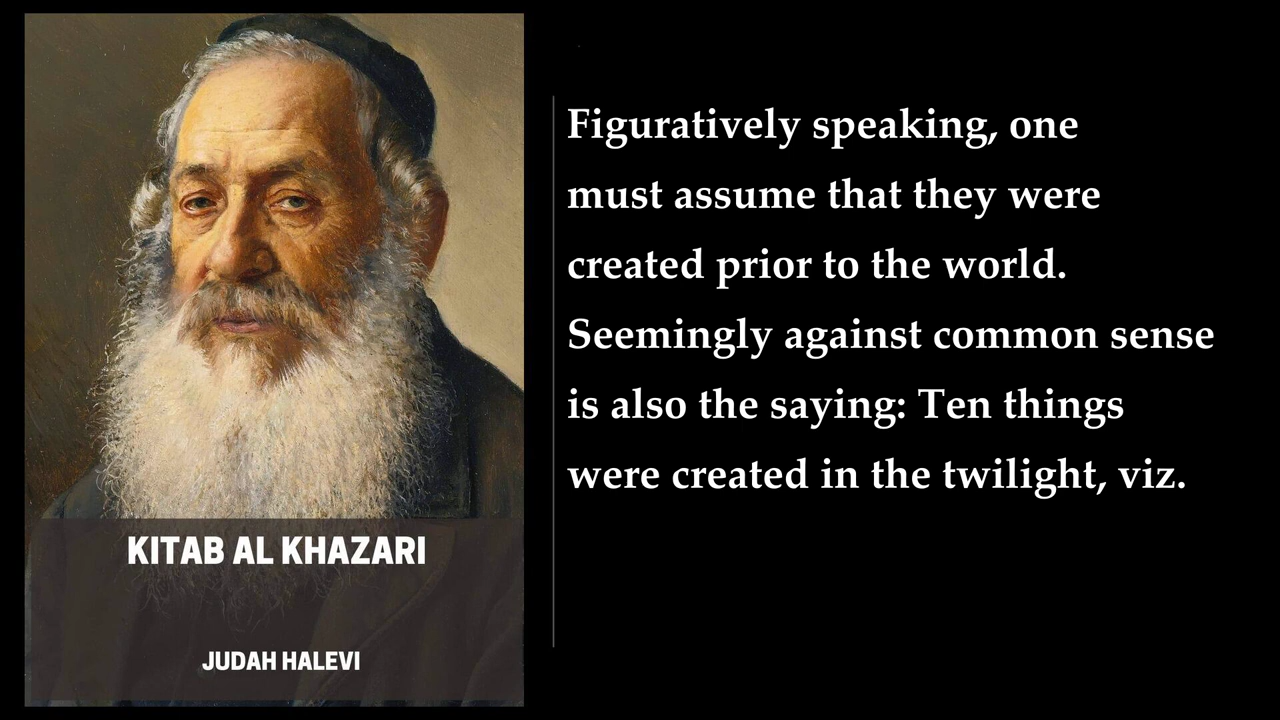 KITAB AL KHAZARI
JUDAH HALEVI
Figuratively speaking, one
must assume that they were
created prior to the world.
Seemingly against common sense
is also the saying: Ten things
were created in the twilight, viz.